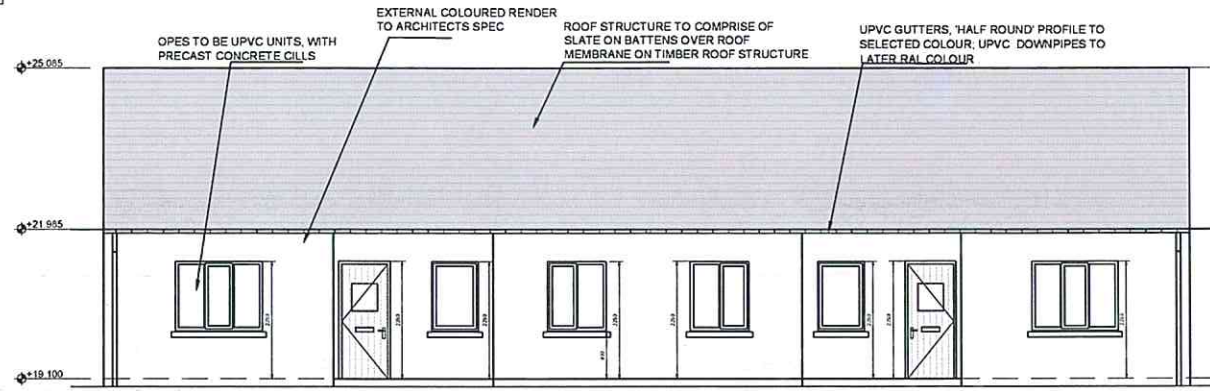 EXTERNAL COLOURED RENDER
TO ARCHITECTS SPEC
OPES TO BE UPVC UNITS, WITH
PRECAST CONCRETE CILLS
ROOF STRUCTURE TO COMPRISE OF
SLATE ON BATTENS OVER ROOF
MEMBRANE ON TIMBER ROOF STRUCTURE
UPVC GUTTERS, 'HALF ROUND' PROFILE TO
SELECTED COLOUR; UPVC DOWNPIPES TO
LATER RAL COLOUR
+25.085
+21.965
+19.100